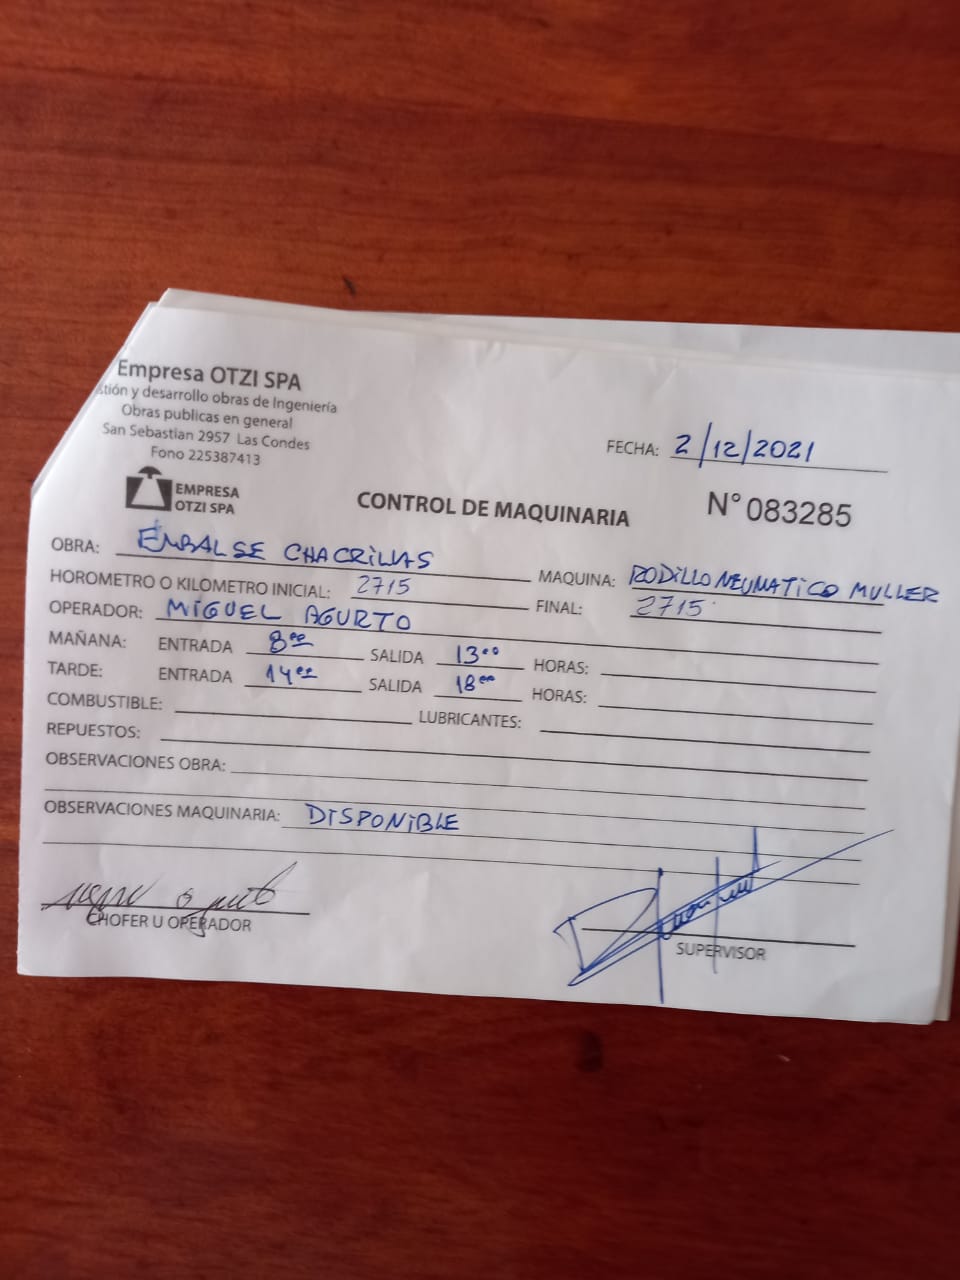 Empresa OTZI SPA
stión y desarrollo obras de Ingeniería
Obras publicas en general
San Sebastian 2957 Las Condes
Fono 225387413
EMPRESA
OTZI SPA
FECHA: 2/12/2021
CONTROL DE MAQUINARIA
N° 083285
OBRA: EMBALSE CHACRILLAS
MAQUINA: RODILLO NEUMATICO MULLER
HOROMETRO O KILOMETRO INICIAL: 2715
FINAL: 2715
OPERADOR: MIGUEL AGURTO
MAÑANA: ENTRADA 8:00 SALIDA 13:00 HORAS:
TARDE: ENTRADA 14:00 SALIDA 18:00 HORAS:
COMBUSTIBLE: LUBRICANTES:
REPUESTOS:
OBSERVACIONES OBRA:
OBSERVACIONES MAQUINARIA: DISPONIBLE
CHOFER U OPERADOR
SUPERVISOR